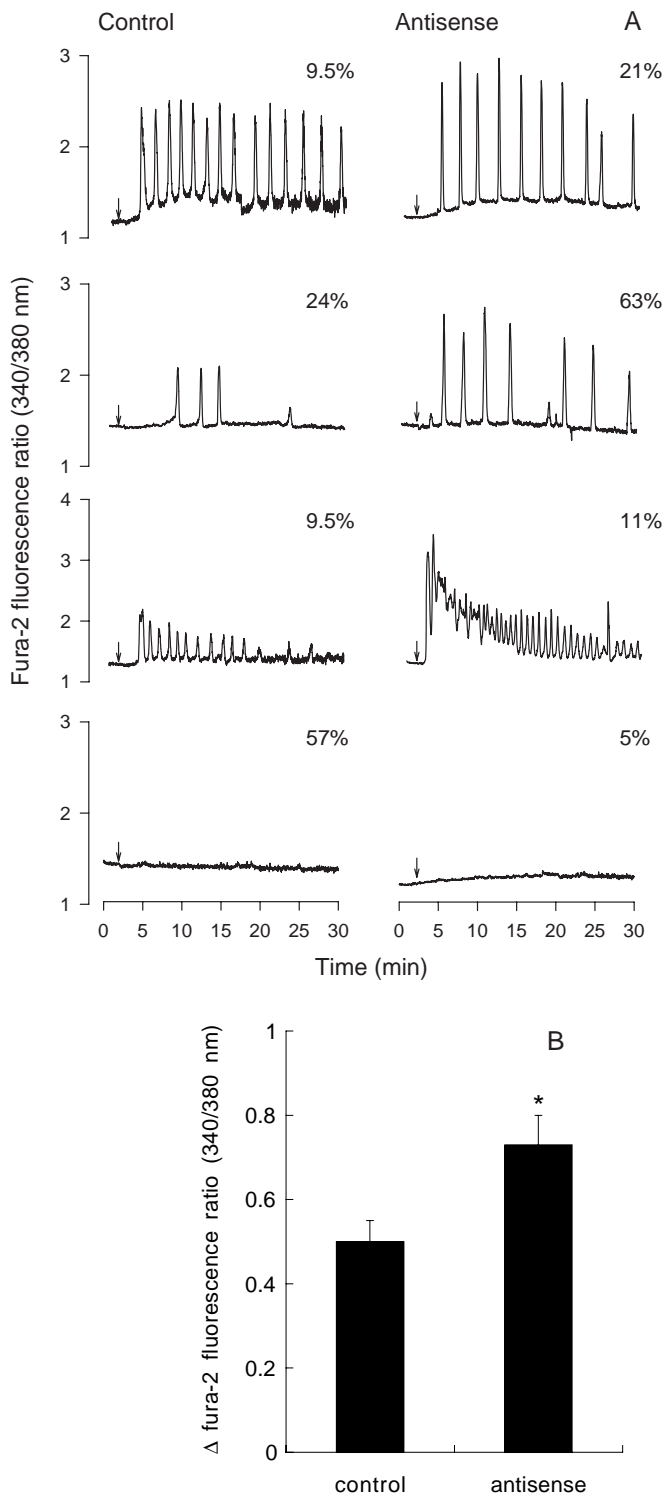 Control
Antisense
A
Fura-2 fluorescence ratio (340/380 nm)
3
2
1
9.5%
21%
3
2
1
24%
63%
4
3
2
1
9.5%
11%
3
2
1
57%
5%
0 5 10 15 20 25 30
0 5 10 15 20 25 30
Time (min)
B
Δ fura-2 fluorescence ratio (340/380 nm)
1
0.8
0.6
0.4
0.2
0
*
control
antisense